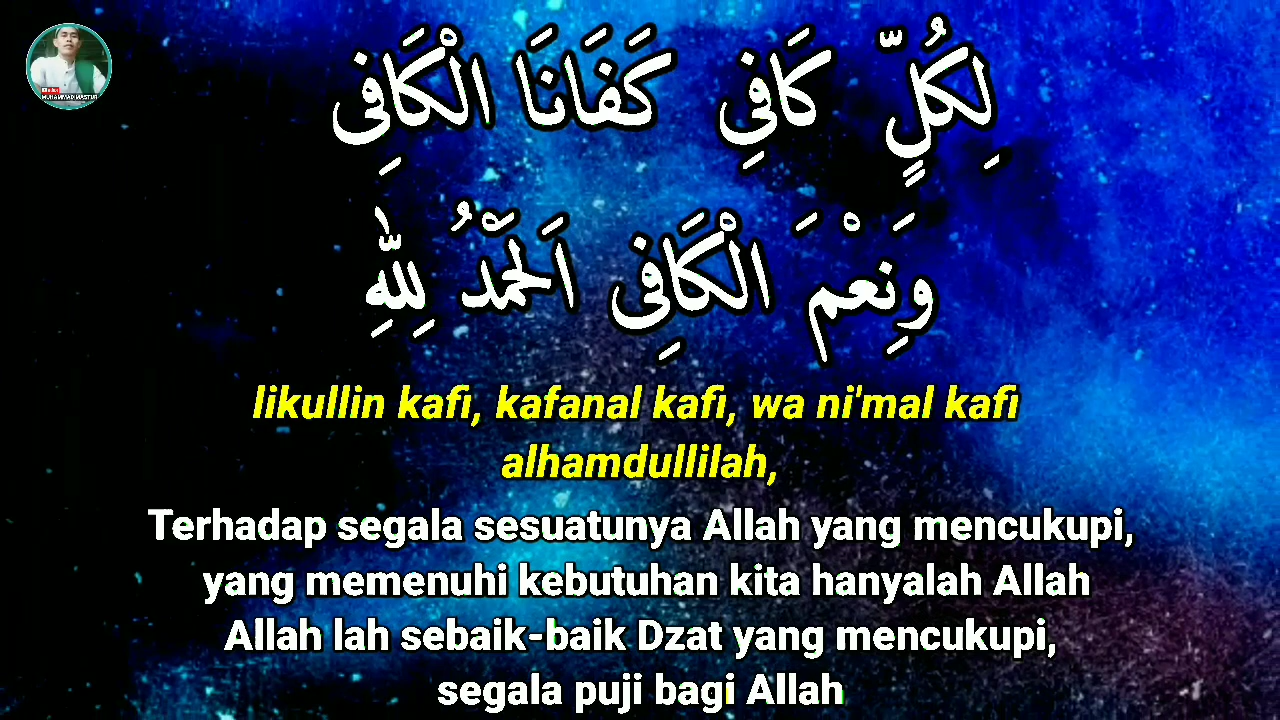 لِكُلٍّ كَافِى كَفَانَا الْكَافِى
وَنِعْمَ الْكَافِى اَلْحَمْدُ لِلّٰهِ
likullin kafi, kafanal kafi, wa ni'mal kafi
alhamdullilah,
Terhadap segala sesuatunya Allah yang mencukupi,
yang memenuhi kebutuhan kita hanyalah Allah
Allah lah sebaik-baik Dzat yang mencukupi,
segala puji bagi Allah
MUHAMMAD MASTUR